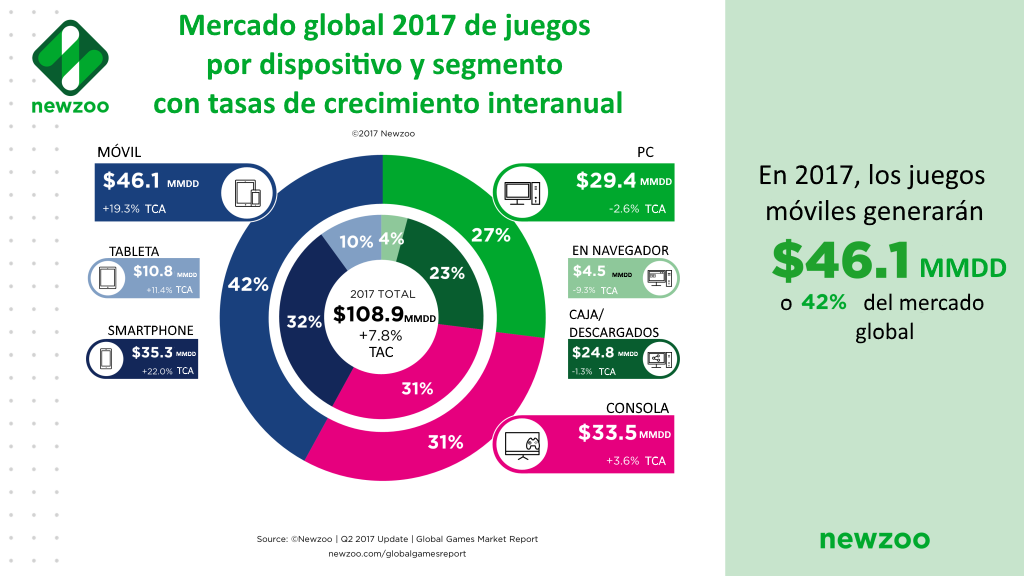 Mercado global 2017 de juegos
por dispositivo y segmento
con tasas de crecimiento interanual
newzoo
©2017 Newzoo
MÓVIL
$46.1 MMDD
+19.3% TCA
TABLETA
$10.8 MMDD
+11.4% TCA
SMARTPHONE
$35.3 MMDD
+22.0% TCA
42%
10%
4%
27%
23%
32%
31%
31%
2017 TOTAL
$108.9MMDD
+7.8%
TAC
PC
$29.4 MMDD
-2.6% TCA
EN NAVEGADOR
$4.5 MMDD
-9.3% TCA
CAJA/
DESCARGADOS
$24.8 MMDD
-1.3% TCA
CONSOLA
$33.5 MMDD
+3.6% TCA
Source: ©Newzoo | Q2 2017 Update | Global Games Market Report
newzoo.com/globalgamesreport
En 2017, los juegos
móviles generarán
$46.1 MMDD
o 42% del mercado
global
newzoo